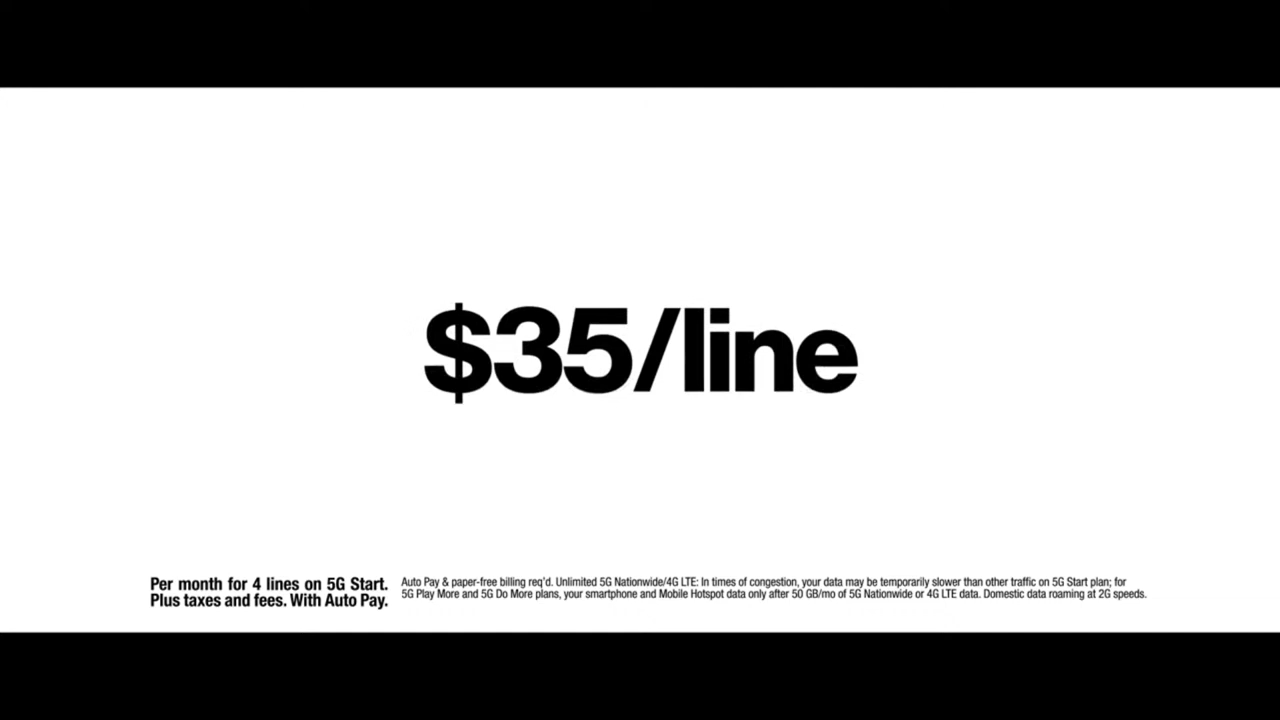 $35/line
Per month for 4 lines on 5G Start.
Plus taxes and fees. With Auto Pay.
Auto Pay & paper-free billing req'd. Unlimited 5G Nationwide/4G LTE: In times of congestion, your data may be temporarily slower than other traffic on 5G Start plan; for
5G Play More and 5G Do More plans, your smartphone and Mobile Hotspot data only after 50 GB/mo of 5G Nationwide or 4G LTE data. Domestic data roaming at 2G speeds.